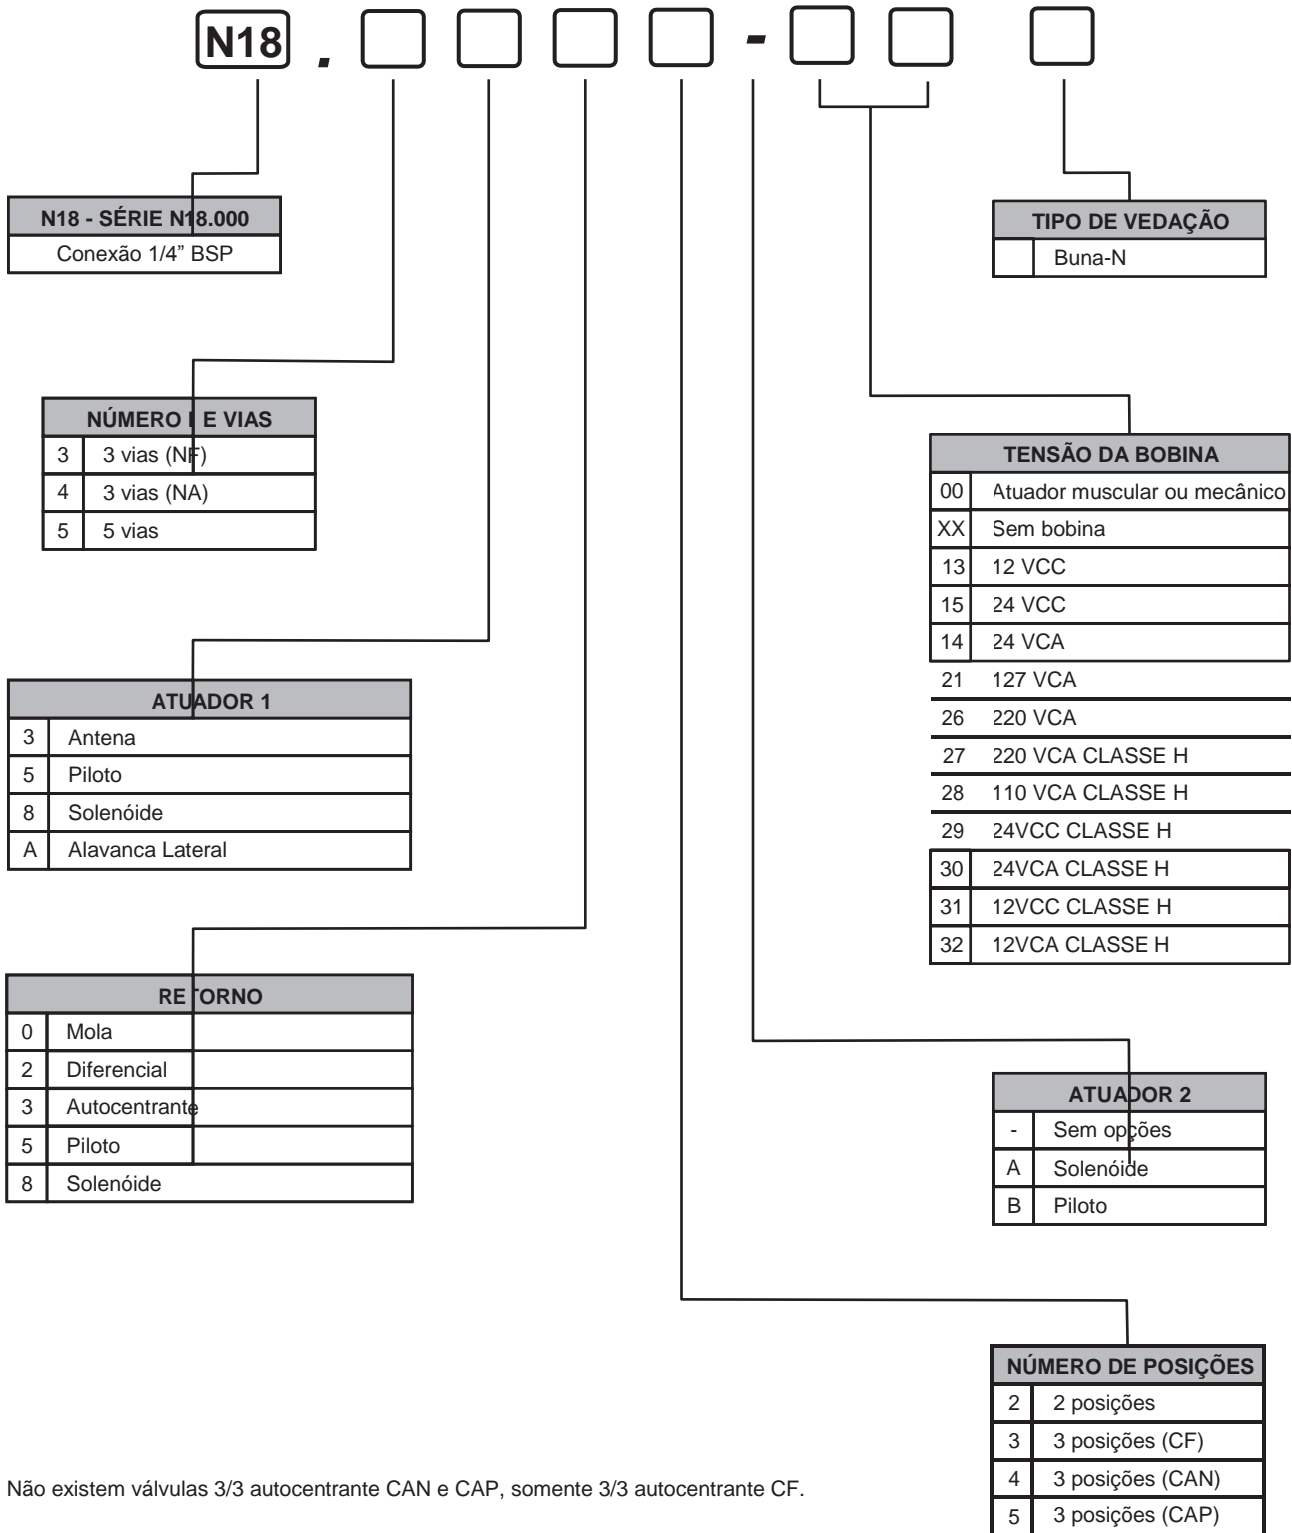 N18 . -
N18 - SÉRIE N18.000
Conexão 1/4” BSP
TIPO DE VEDAÇÃO
Buna-N
NÚMERO DE VIAS
3 3 vias (NF)
4 3 vias (NA)
5 5 vias
TENSÃO DA BOBINA
00 Atuador muscular ou mecânico
XX Sem bobina
13 12 VCC
15 24 VCC
14 24 VCA
21 127 VCA
26 220 VCA
27 220 VCA CLASSE H
28 110 VCA CLASSE H
29 24VCC CLASSE H
30 24VCA CLASSE H
31 12VCC CLASSE H
32 12VCA CLASSE H
ATUADOR 1
3 Antena
5 Piloto
8 Solenóide
A Alavanca Lateral
RETORNO
0 Mola
2 Diferencial
3 Autocentrante
5 Piloto
8 Solenóide
ATUADOR 2
- Sem opções
A Solenóide
B Piloto
NÚMERO DE POSIÇÕES
2 2 posições
3 3 posições (CF)
4 3 posições (CAN)
5 3 posições (CAP)
Não existem válvulas 3/3 autocentrante CAN e CAP, somente 3/3 autocentrante CF.